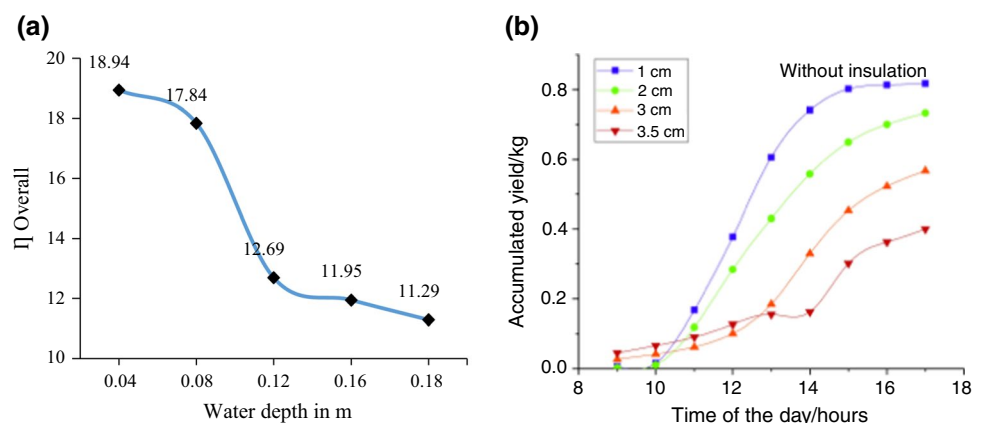 (a)
20
18
16
14
12
10
η Overall
18.94
17.84
12.69
11.95
11.29
0.04 0.08 0.12 0.16 0.18
Water depth in m
(b)
1 cm
2 cm
3 cm
3.5 cm
Without insulation
0.8
0.6
0.4
0.2
0.0
Accumulated yield/kg
8 10 12 14 16 18
Time of the day/hours